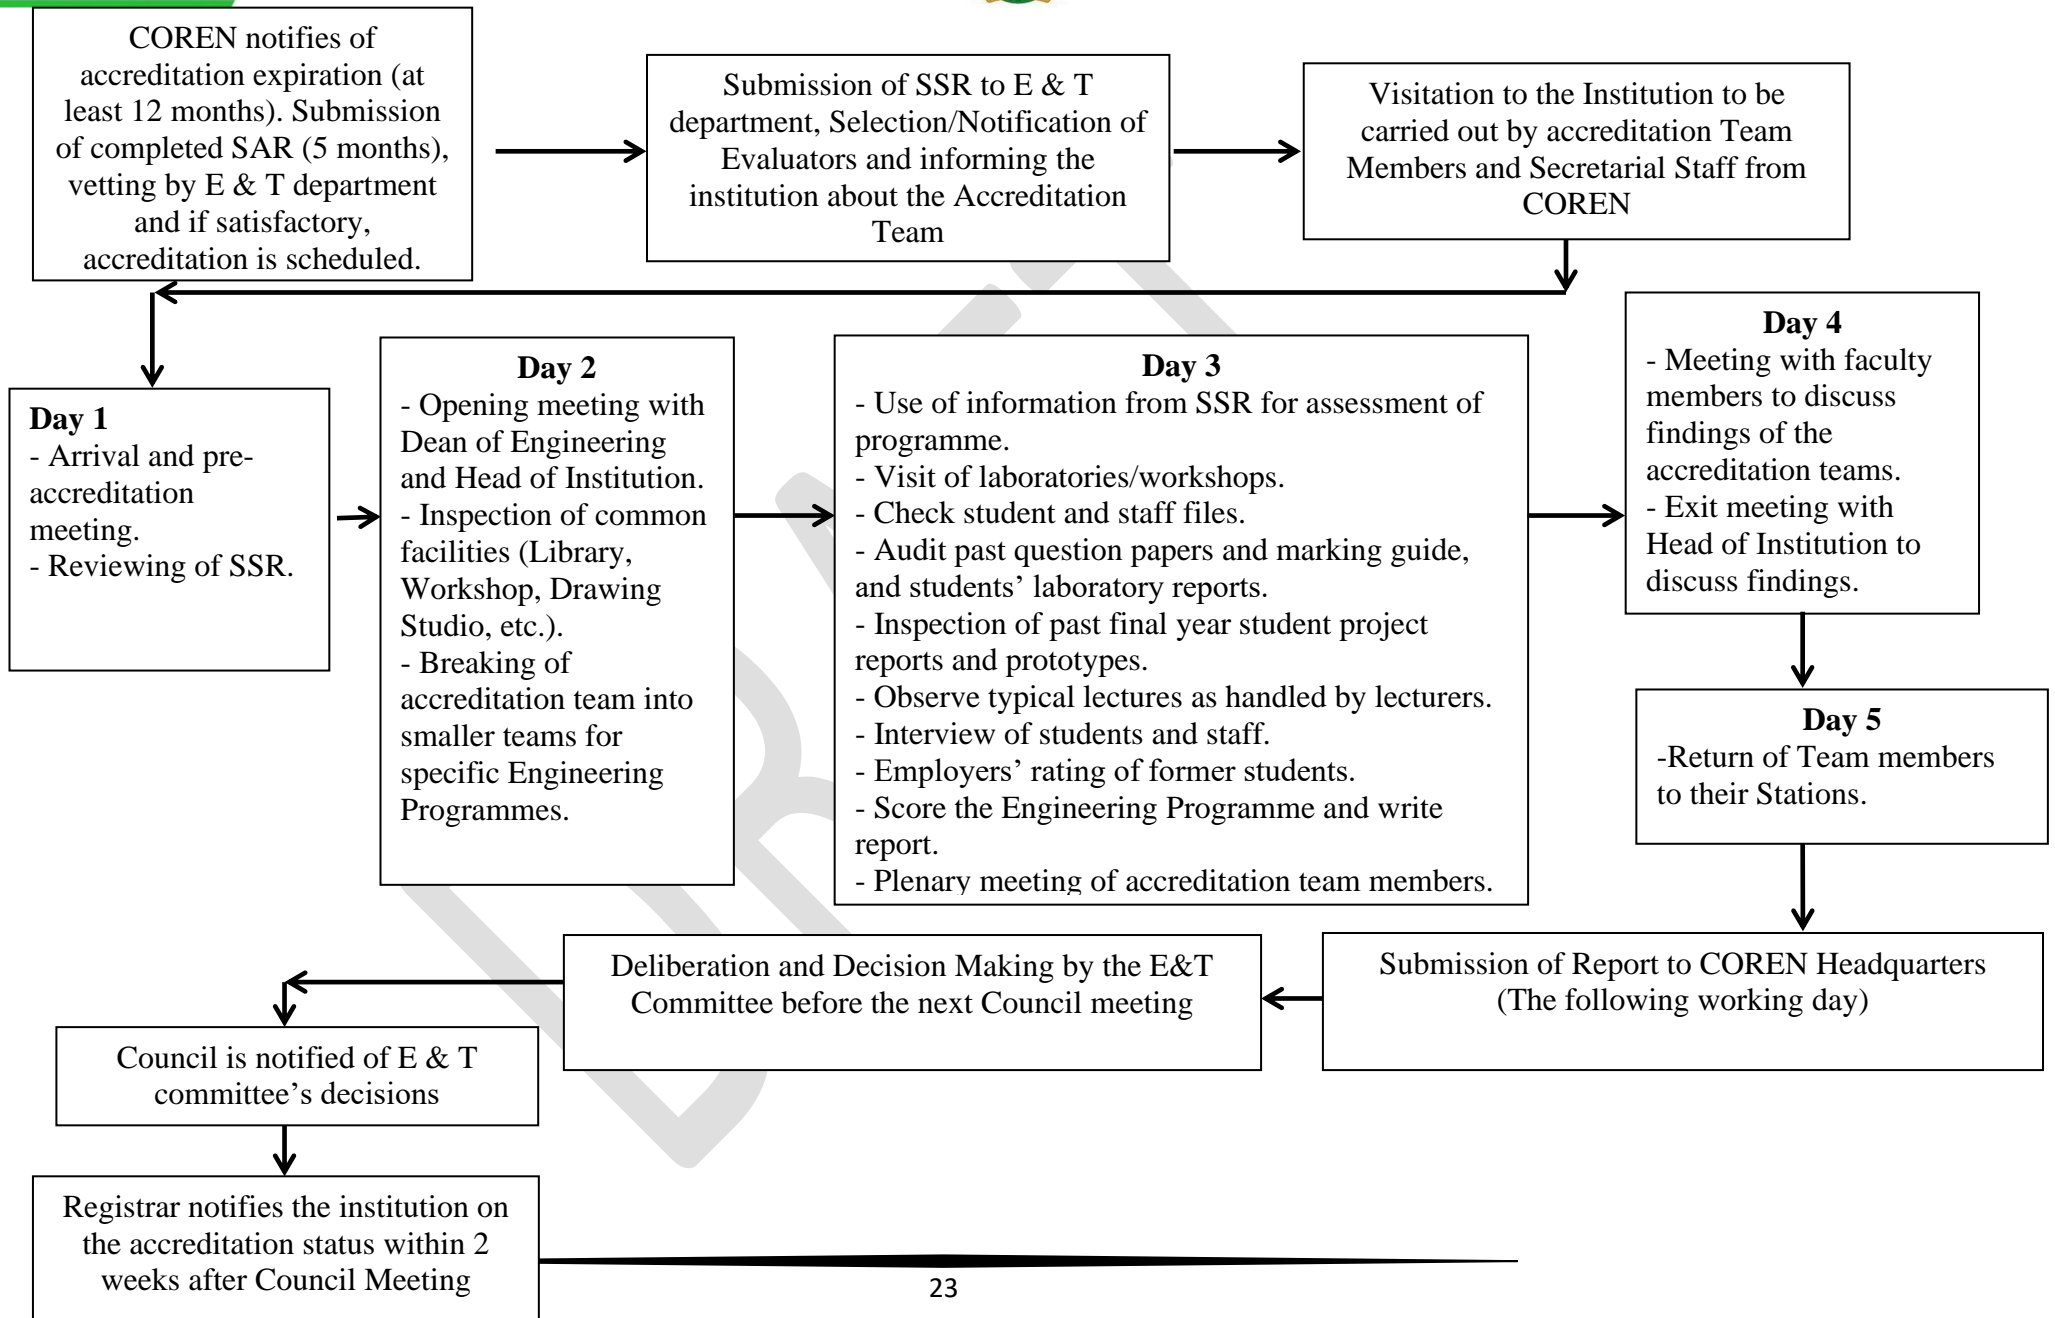 COREN notifies of
accreditation expiration (at
least 12 months). Submission
of completed SAR (5 months),
vetting by E & T department
and if satisfactory,
accreditation is scheduled.
Submission of SSR to E & T
department, Selection/Notification of
Evaluators and informing the
institution about the Accreditation
Team
Visitation to the Institution to be
carried out by accreditation Team
Members and Secretarial Staff from
COREN
Day 1
- Arrival and pre-
accreditation
meeting.
- Reviewing of SSR.
Day 2
- Opening meeting with
Dean of Engineering
and Head of Institution.
- Inspection of common
facilities (Library,
Workshop, Drawing
Studio, etc.).
- Breaking of
accreditation team into
smaller teams for
specific Engineering
Programmes.
Day 3
- Use of information from SSR for assessment of
programme.
- Visit of laboratories/workshops.
- Check student and staff files.
- Audit past question papers and marking guide,
and students’ laboratory reports.
- Inspection of past final year student project
reports and prototypes.
- Observe typical lectures as handled by lecturers.
- Interview of students and staff.
- Employers’ rating of former students.
- Score the Engineering Programme and write
report.
- Plenary meeting of accreditation team members.
Day 4
- Meeting with faculty
members to discuss
findings of the
accreditation teams.
- Exit meeting with
Head of Institution to
discuss findings.
Day 5
-Return of Team members
to their Stations.
Submission of Report to COREN Headquarters
(The following working day)
Deliberation and Decision Making by the E&T
Committee before the next Council meeting
Council is notified of E & T
committee’s decisions
Registrar notifies the institution on
the accreditation status within 2
weeks after Council Meeting
23
DRAFT